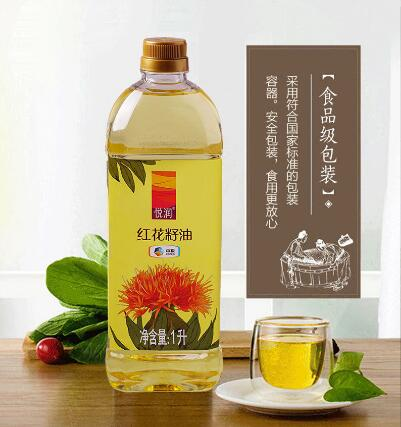 【食品级包装】
采用符合国家标准的包装
容器。安全包装，食用更放心
悦润
红花籽油
净含量:1升